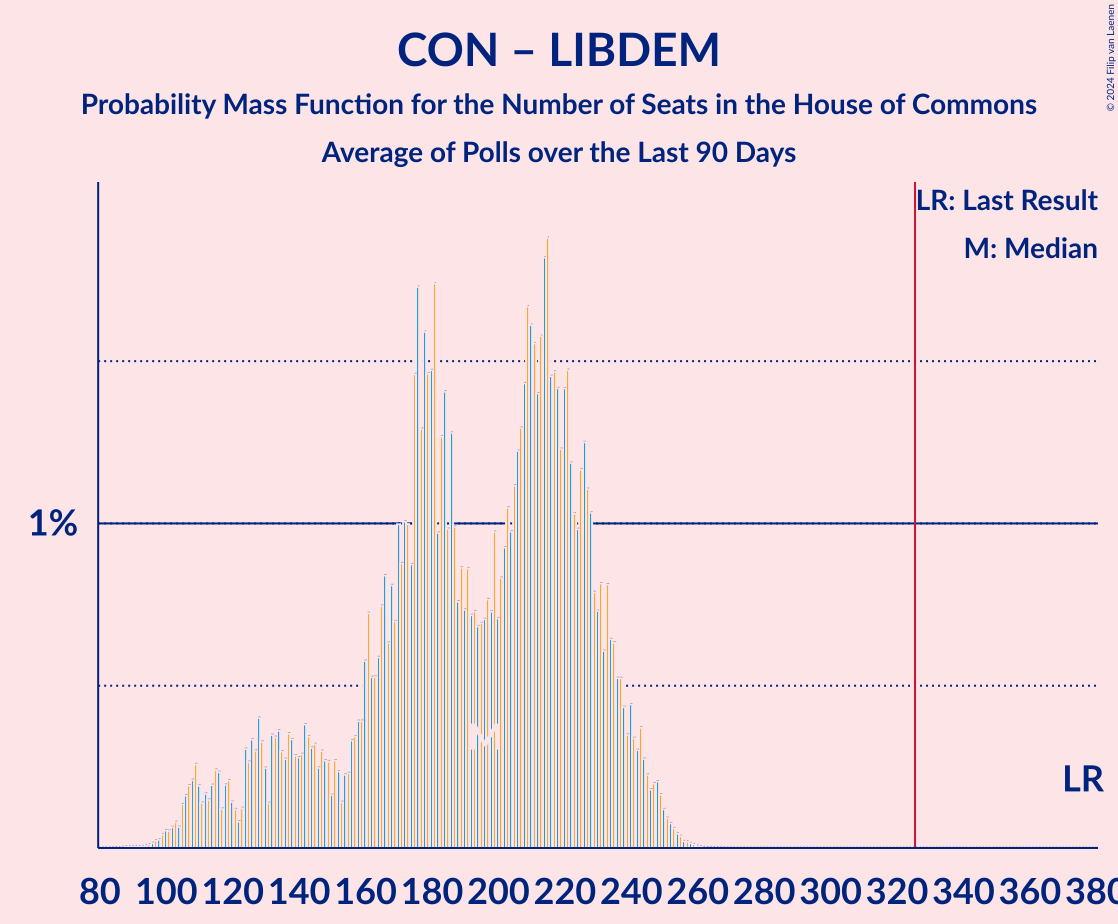 CON – LIBDEM
Probability Mass Function for the Number of Seats in the House of Commons
Average of Polls over the Last 90 Days
© 2024 Filip van Laenen
LR: Last Result
M: Median
1%
M
LR
80 100 120 140 160 180 200 220 240 260 280 300 320 340 360 380